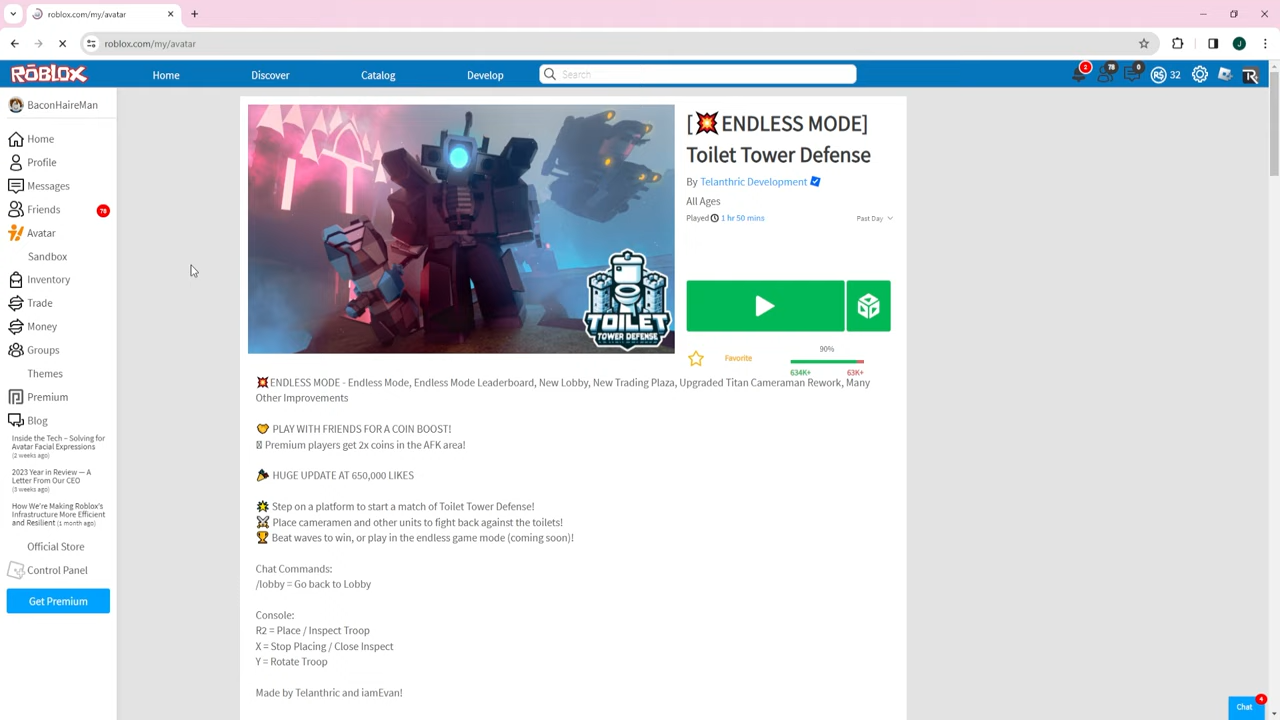 roblox.com/my/avatar
roblox.com/my/avatar
J
ROBLOX
Home
Discover
Catalog
Develop
Search
2
78
0
R$ 32
BaconHaireMan
Home
Profile
Messages
Friends
78
Avatar
Sandbox
Inventory
Trade
Money
Groups
Themes
Premium
Blog
Inside the Tech – Solving for
Avatar Facial Expressions
(2 weeks ago)
2023 Year in Review — A
Letter From Our CEO
(3 weeks ago)
How We're Making Roblox's
Infrastructure More Efficient
and Resilient (1 month ago)
Official Store
Control Panel
Get Premium
TOILET
TOWER DEFENSE
[💥ENDLESS MODE]
Toilet Tower Defense
By Telanthric Development
All Ages
Played 1 hr 50 mins
Past Day
Favorite
90%
634K+
63K+
💥ENDLESS MODE - Endless Mode, Endless Mode Leaderboard, New Lobby, New Trading Plaza, Upgraded Titan Cameraman Rework, Many
Other Improvements
PLAY WITH FRIENDS FOR A COIN BOOST!
Premium players get 2x coins in the AFK area!
🎉 HUGE UPDATE AT 650,000 LIKES
Step on a platform to start a match of Toilet Tower Defense!
⚔️ Place cameramen and other units to fight back against the toilets!
🏆 Beat waves to win, or play in the endless game mode (coming soon)!
Chat Commands:
/lobby = Go back to Lobby
Console:
R2 = Place / Inspect Troop
X = Stop Placing / Close Inspect
Y = Rotate Troop
Made by Telanthric and iamEvan!
Chat
4